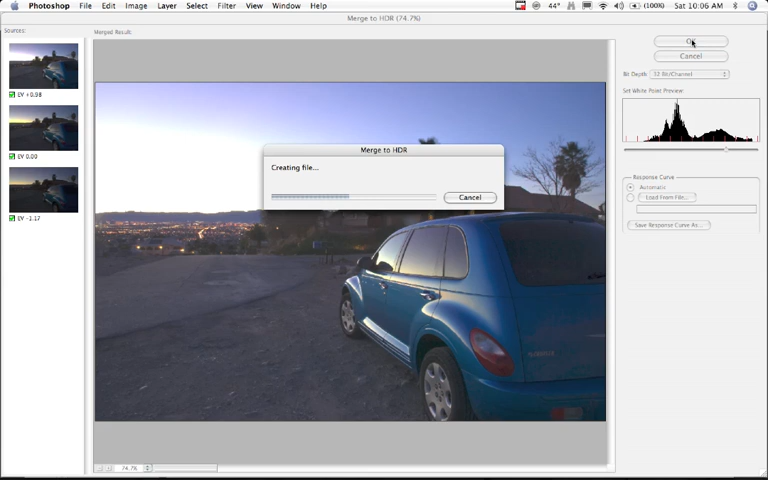 Photoshop File Edit Image Layer Select Filter View Window Help 44° (100%) Sat 10:06 AM
Merge to HDR (74.7%)
Sources:
EV +0.98
EV 0.00
EV -1.17
Merged Result:
Merge to HDR
Creating file...
Cancel
74.7%
OK
Cancel
Bit Depth: 32 Bit/Channel
Set White Point Preview:
Response Curve
Automatic
Load From File...
Save Response Curve As...